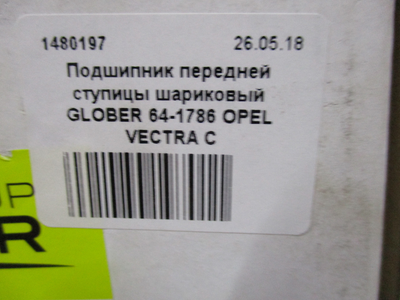 1480197 26.05.18
Подшипник передней
ступицы шариковый
GLOBER 64-1786 OPEL
VECTRA C